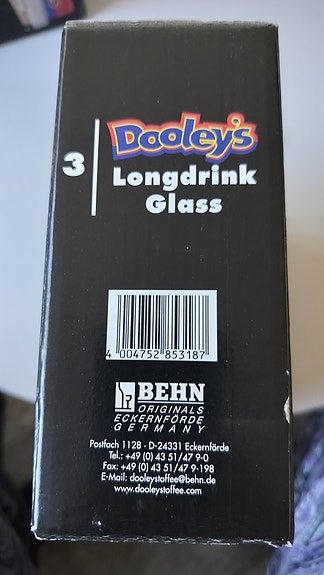 3
Dooley's
Longdrink
Glass
4 004752 853187
BEHN
ORIGINALS
ECKERNFÖRDE
GERMANY
Postfach 1128 - D-24331 Eckernförde
Tel.: +49 (0) 43 51/47 9-0
Fax: +49 (0) 43 51/47 9-198
E-Mail: dooleystoffee@behn.de
www.dooleystoffee.com